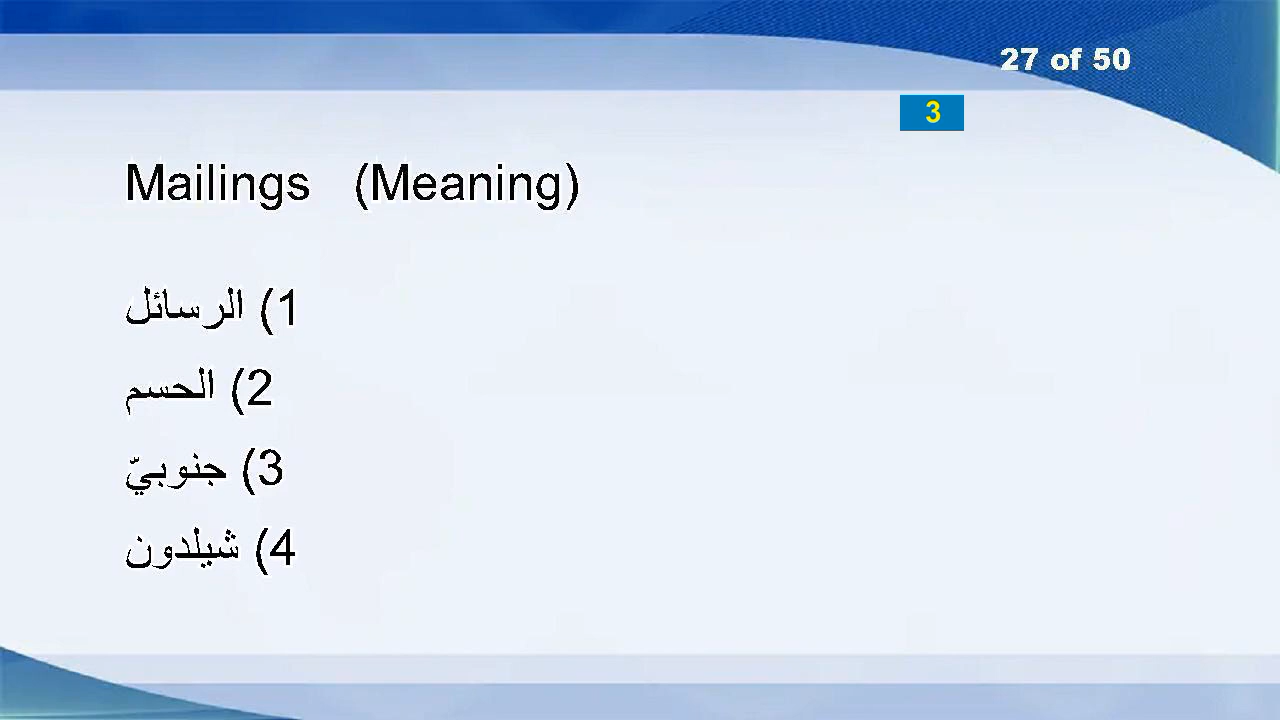 27 of 50
3
Mailings (Meaning)
1) الرسائل
2) الحسم
3) جنوبيّ
4) شيلدون